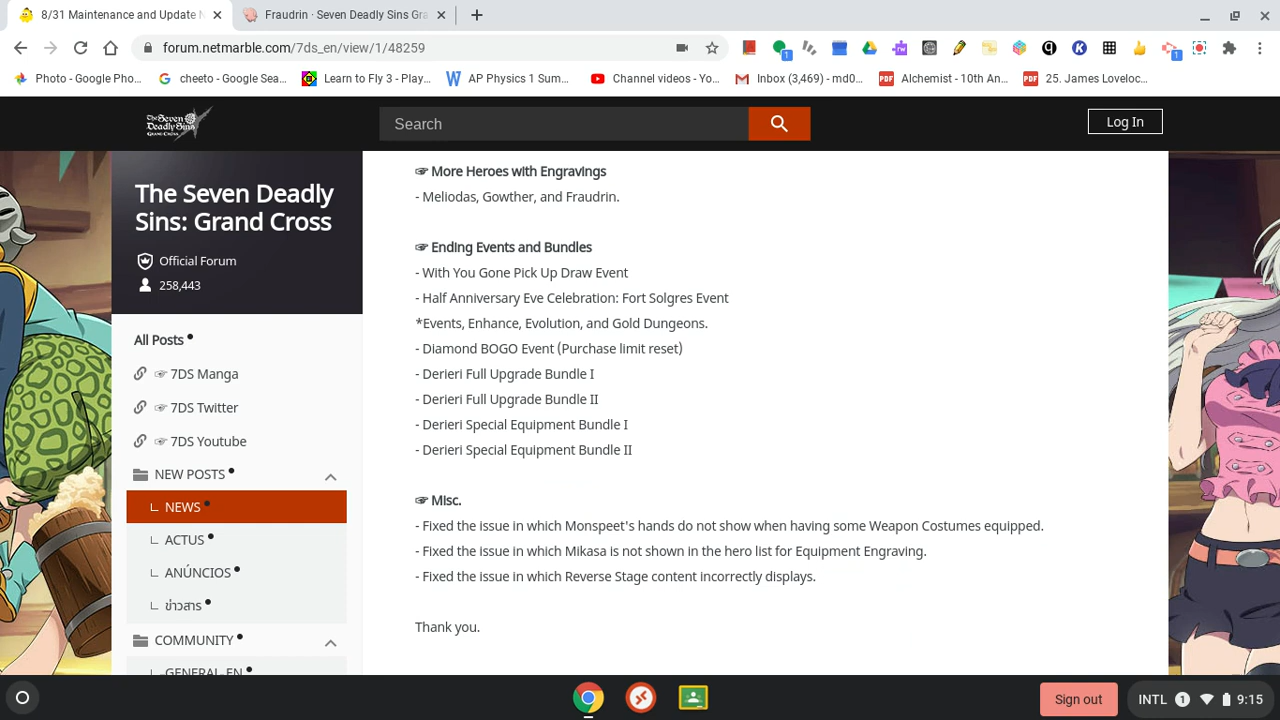 8/31 Maintenance and Update N
Fraudrin · Seven Deadly Sins Gra
forum.netmarble.com/7ds_en/view/1/48259
1
1
Photo - Google Pho...
cheeto - Google Sea...
Learn to Fly 3 - Play...
AP Physics 1 Sum...
Channel videos - Yo...
Inbox (3,469) - md0...
Alchemist - 10th An...
25. James Loveloc...
The Seven Deadly Sins
Search
Log In
The Seven Deadly
Sins: Grand Cross
Official Forum
258,443
All Posts
☞ 7DS Manga
☞ 7DS Twitter
☞ 7DS Youtube
NEW POSTS
NEWS
ACTUS
ANÚNCIOS
ข่าวสาร
COMMUNITY
GENERAL_EN
☞ More Heroes with Engravings
- Meliodas, Gowther, and Fraudrin.
☞ Ending Events and Bundles
- With You Gone Pick Up Draw Event
- Half Anniversary Eve Celebration: Fort Solgres Event
*Events, Enhance, Evolution, and Gold Dungeons.
- Diamond BOGO Event (Purchase limit reset)
- Derieri Full Upgrade Bundle I
- Derieri Full Upgrade Bundle II
- Derieri Special Equipment Bundle I
- Derieri Special Equipment Bundle II
☞ Misc.
- Fixed the issue in which Monspeet's hands do not show when having some Weapon Costumes equipped.
- Fixed the issue in which Mikasa is not shown in the hero list for Equipment Engraving.
- Fixed the issue in which Reverse Stage content incorrectly displays.
Thank you.
Sign out
INTL 1 9:15